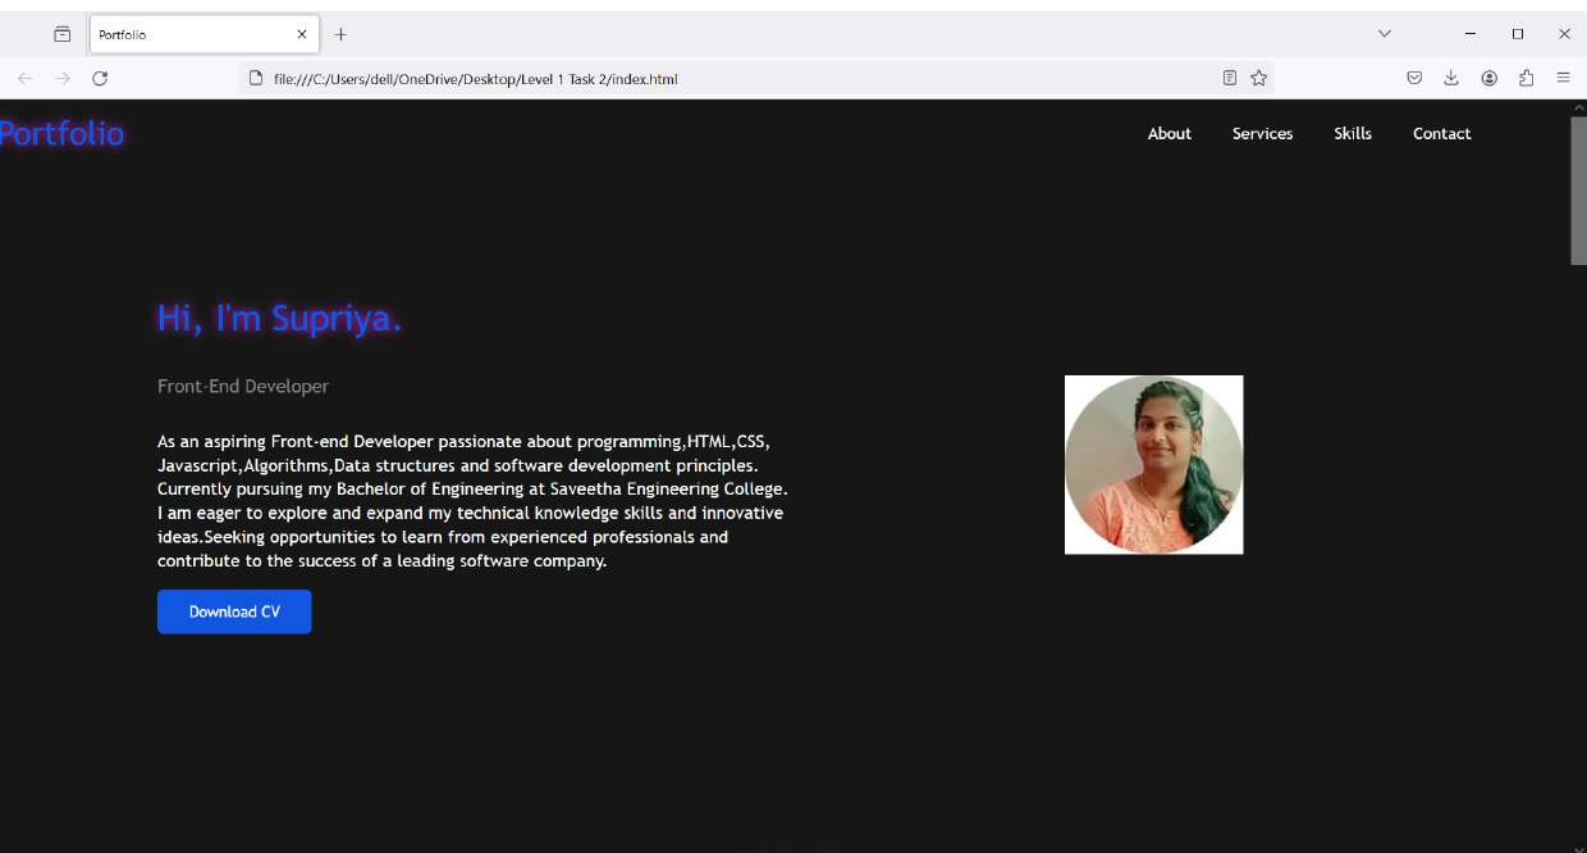 Portfolio
file:///C:/Users/dell/OneDrive/Desktop/Level 1 Task 2/index.html
Portfolio
About Services Skills Contact
Hi, I'm Supriya.
Front-End Developer
As an aspiring Front-end Developer passionate about programming,HTML,CSS,
Javascript,Algorithms,Data structures and software development principles.
Currently pursuing my Bachelor of Engineering at Saveetha Engineering College.
I am eager to explore and expand my technical knowledge skills and innovative
ideas.Seeking opportunities to learn from experienced professionals and
contribute to the success of a leading software company.
Download CV